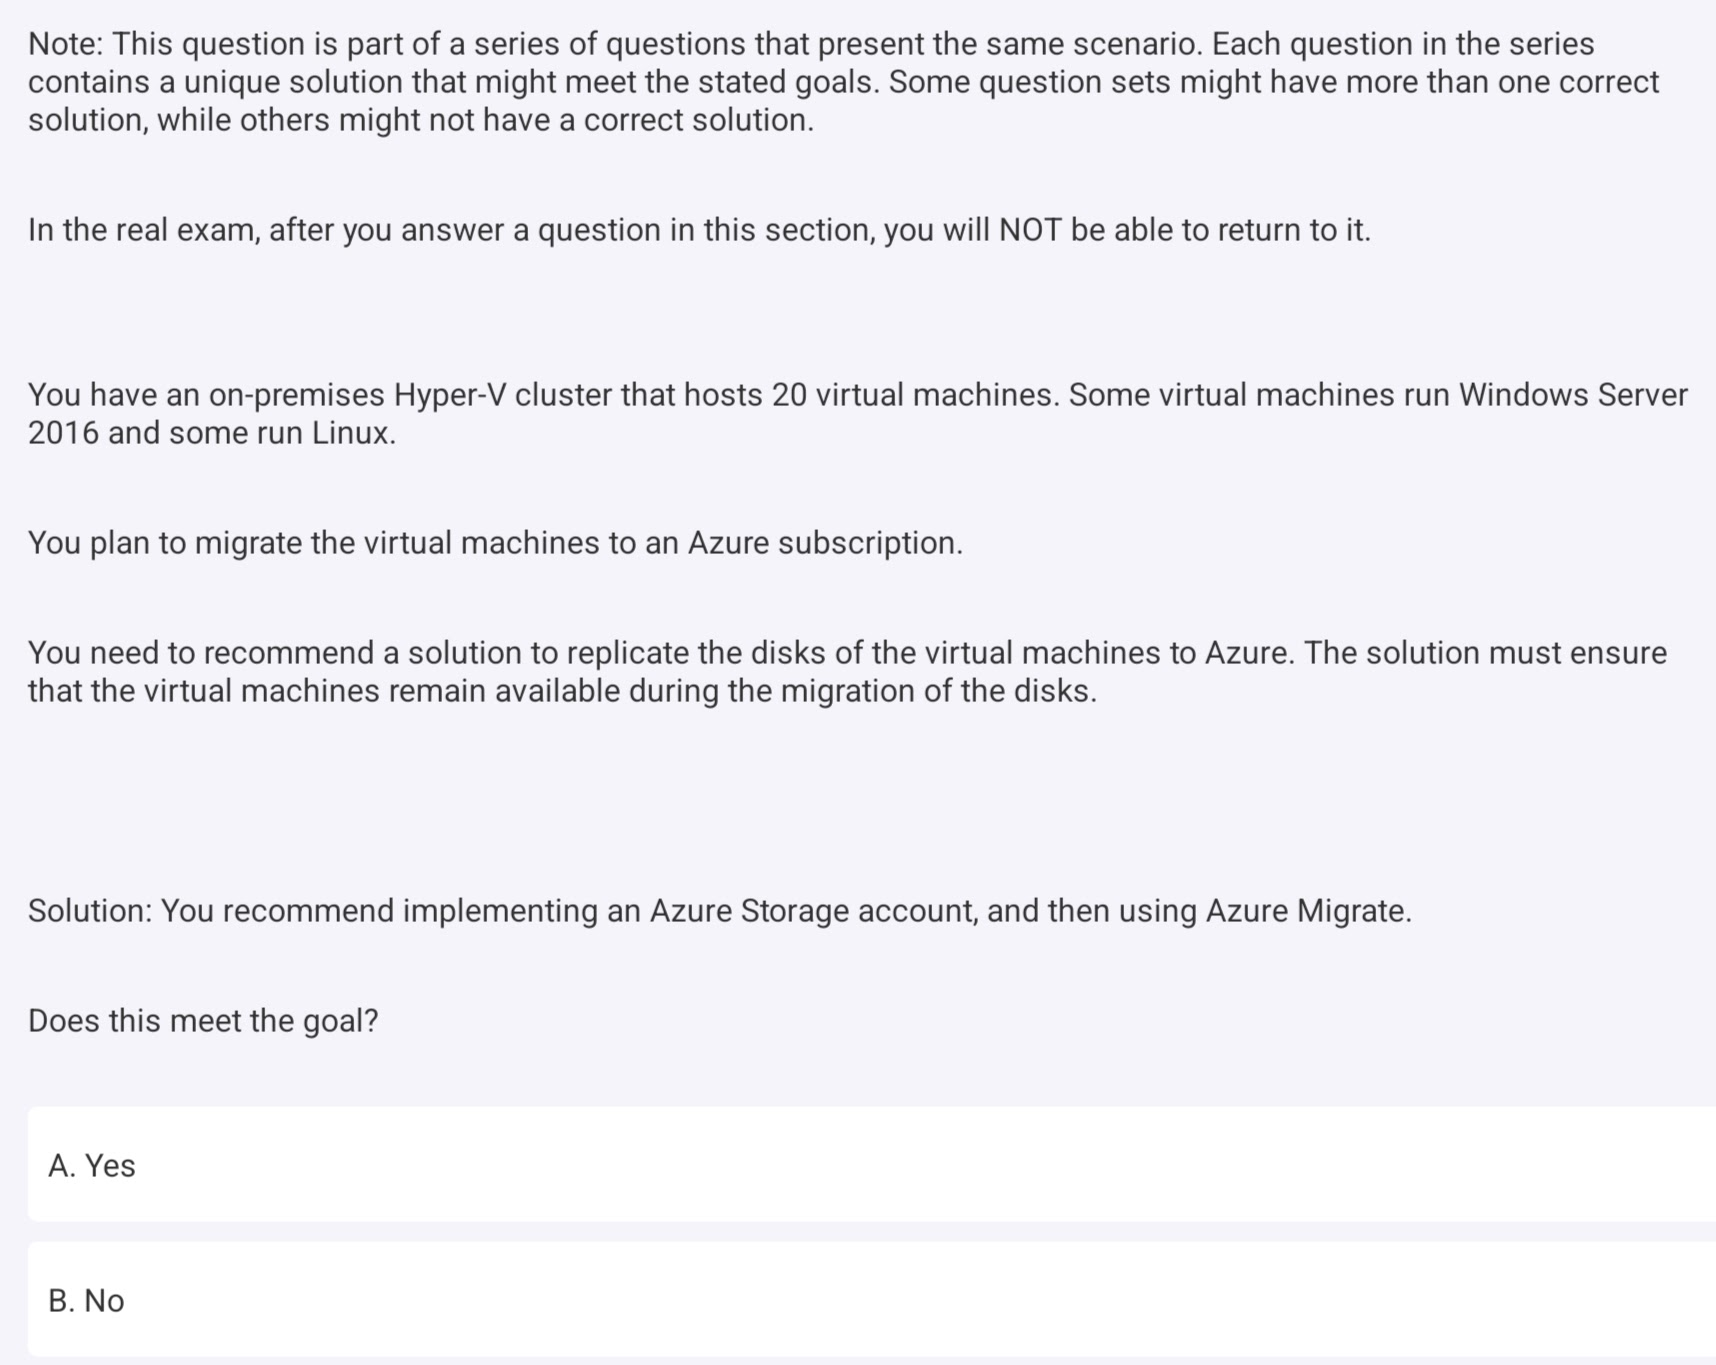 Note: This question is part of a series of questions that present the same scenario. Each question in the series
contains a unique solution that might meet the stated goals. Some question sets might have more than one correct
solution, while others might not have a correct solution.
In the real exam, after you answer a question in this section, you will NOT be able to return to it.
You have an on-premises Hyper-V cluster that hosts 20 virtual machines. Some virtual machines run Windows Server
2016 and some run Linux.
You plan to migrate the virtual machines to an Azure subscription.
You need to recommend a solution to replicate the disks of the virtual machines to Azure. The solution must ensure
that the virtual machines remain available during the migration of the disks.
Solution: You recommend implementing an Azure Storage account, and then using Azure Migrate.
Does this meet the goal?
A. Yes
B. No